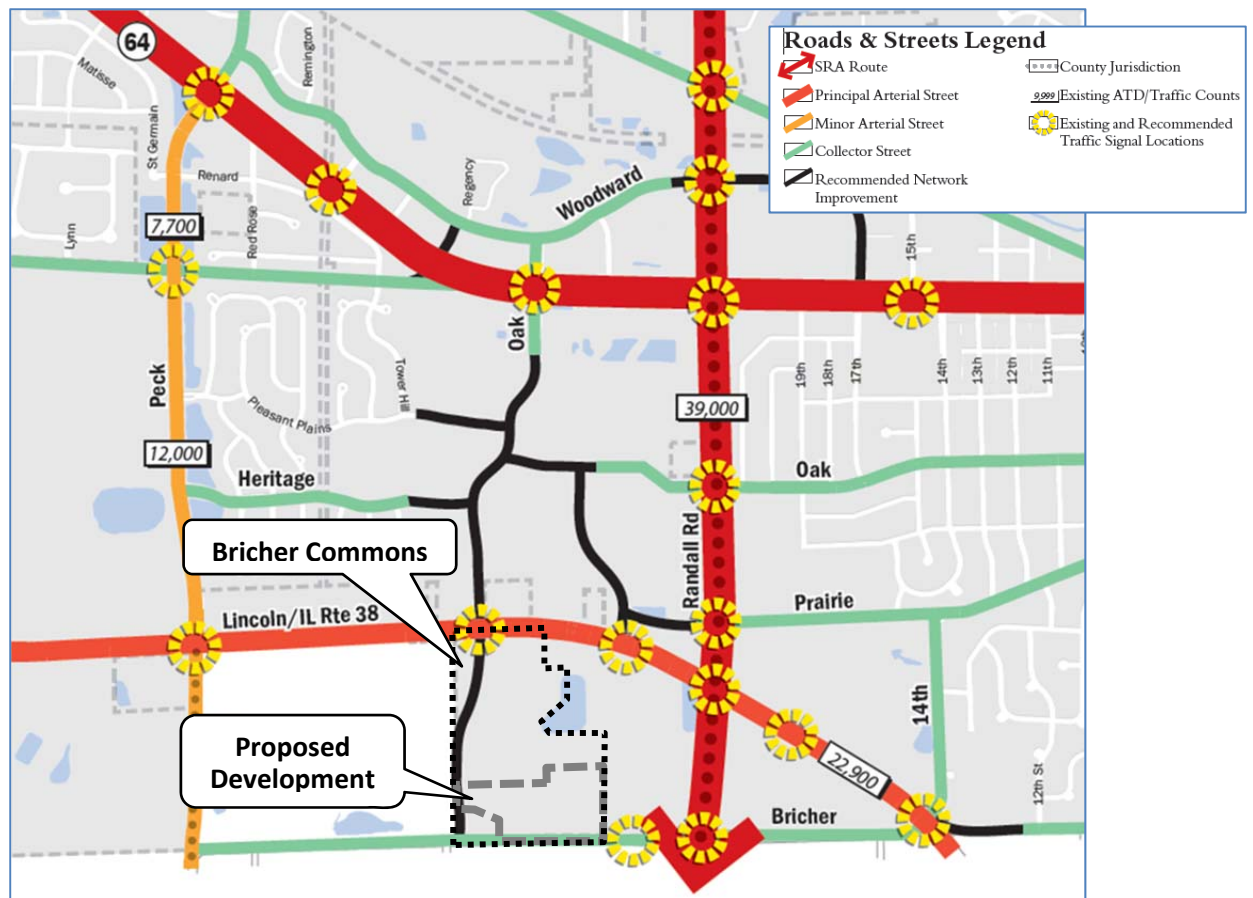 Roads & Streets Legend
SRA Route
Principal Arterial Street
Minor Arterial Street
Collector Street
Recommended Network
Improvement
County Jurisdiction
9,999 Existing ATD/Traffic Counts
Existing and Recommended
Traffic Signal Locations
64
Matisse
Remington
St Germain
Renard
Regency
Woodward
Lynn
7,700
Red Rose
15th
Oak
Peck
Tower Hill
19th
18th
17th
14th
13th
12th
11th
Pleasant Plains
39,000
12,000
Heritage
Oak
Bricher Commons
Randall Rd
Prairie
Lincoln/IL Rte 38
14th
Proposed
Development
22,900
12th St
Bricher